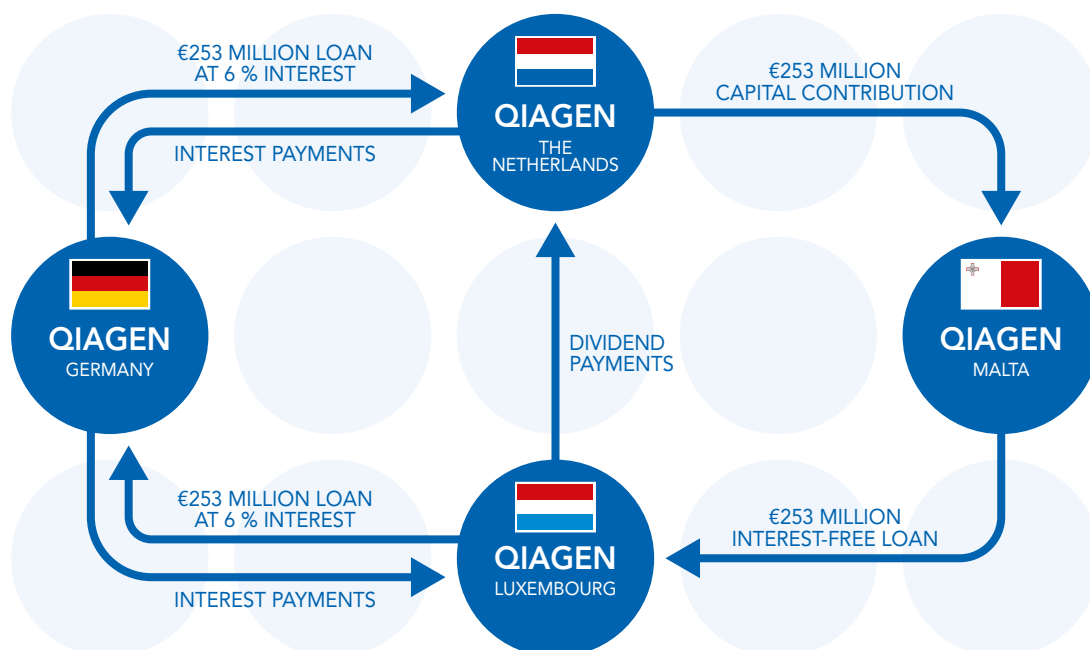 €253 MILLION LOAN
AT 6 % INTEREST
INTEREST PAYMENTS
QIAGEN
THE
NETHERLANDS
€253 MILLION
CAPITAL CONTRIBUTION
QIAGEN
GERMANY
DIVIDEND
PAYMENTS
QIAGEN
MALTA
€253 MILLION LOAN
AT 6 % INTEREST
INTEREST PAYMENTS
QIAGEN
LUXEMBOURG
€253 MILLION
INTEREST-FREE LOAN